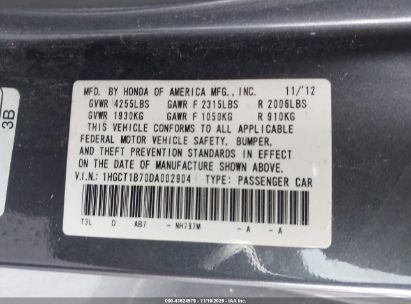 MFD. BY HONDA OF AMERICA MFG., INC. 11/12
GVWR 4255LBS GAWR F 2315LBS R 2006LBS
GVWR 1930KG GAWR F 1050KG R 910KG
THIS VEHICLE CONFORMS TO ALL APPLICABLE
FEDERAL MOTOR VEHICLE SAFETY, BUMPER,
AND THEFT PREVENTION STANDARDS IN EFFECT
ON THE DATE OF MANUFACTURE SHOWN ABOVE.
V.I.N.: 1HGCT1B70DA002904 TYPE: PASSENGER CAR
T3L D AB7 - NH797M - A - A
3B